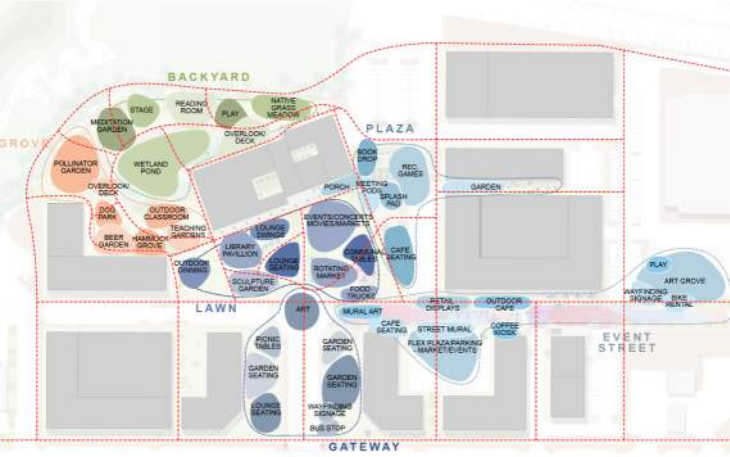 BACKYARD
STAGE
READING
ROOM
PLAY
NATIVE
GRASS
MEADOW
MEDITATION
GARDEN
OVERLOOK/
DECK
PLAZA
GROVE
POLLINATOR
GARDEN
WETLAND
POND
BOOK
DROP
REC
GAMES
OVERLOOK/
DECK
PORCH
MEETING
PODS
SPLASH
PAD
GARDEN
DOG
PARK
OUTDOOR
CLASSROOM
TEACHING
GARDENS
BEER
GARDEN
HAMMOCK
GROVE
LOUNGE
SWINGS
EVENTS/CONCERTS
MOVIES/MARKETS
LIBRARY
PAVILLION
LOUNGE
SEATING
COMMUNAL
TABLES
CAFE
SEATING
OUTDOOR
DINNING
ROTATING
MARKET
SCULPTURE
GARDEN
FOOD
TRUCKS
PLAY
ART GROVE
WAYFINDING
SIGNAGE
BIKE
RENTAL
LAWN
ART
MURAL ART
RETAIL
DISPLAYS
OUTDOOR
CAFE
CAFE
SEATING
STREET MURAL
COFFEE
KIOSK
FLEX PLAZA/PARKING
MARKET/EVENTS
EVENT
STREET
PICNIC
TABLES
GARDEN
SEATING
GARDEN
SEATING
GARDEN
SEATING
LOUNGE
SEATING
WAYFINDING
SIGNAGE
BUS STOP
GATEWAY